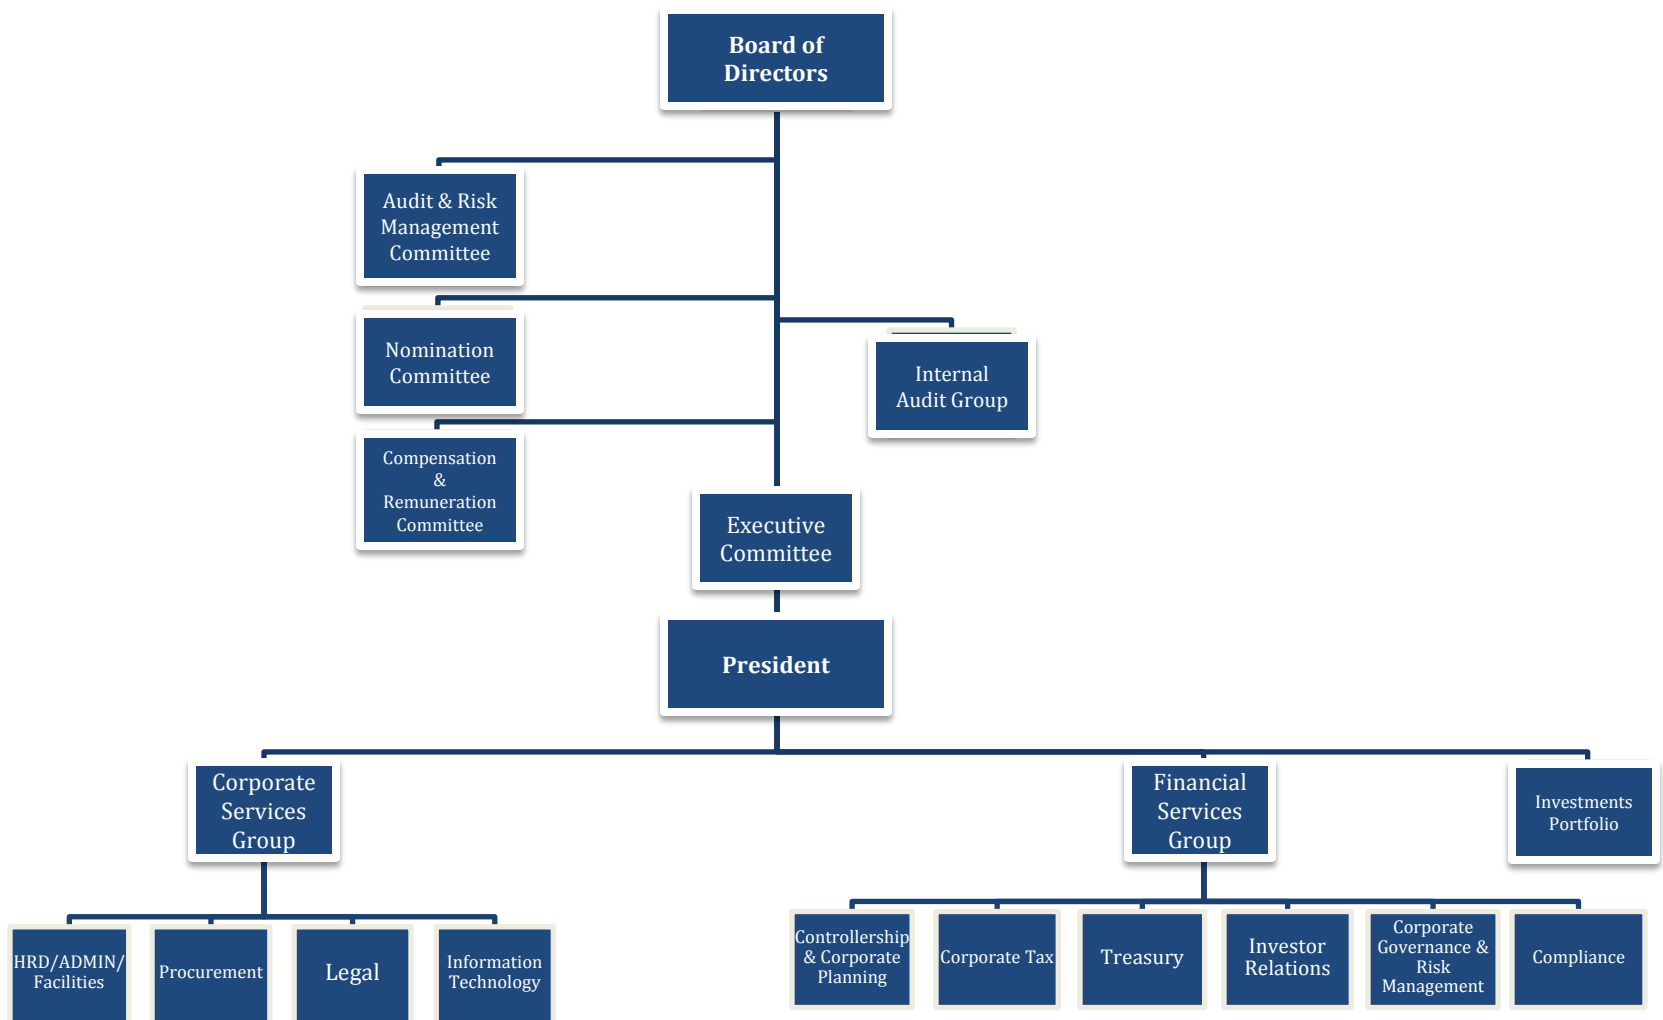 Board of
Directors
Audit & Risk
Management
Committee
Nomination
Committee
Internal
Audit Group
Compensation
&
Remuneration
Committee
Executive
Committee
President
Corporate
Services
Group
Financial
Services
Group
Investments
Portfolio
HRD/ADMIN/
Facilities
Procurement
Legal
Information
Technology
Controllership
& Corporate
Planning
Corporate Tax
Treasury
Investor
Relations
Corporate
Governance &
Risk
Management
Compliance